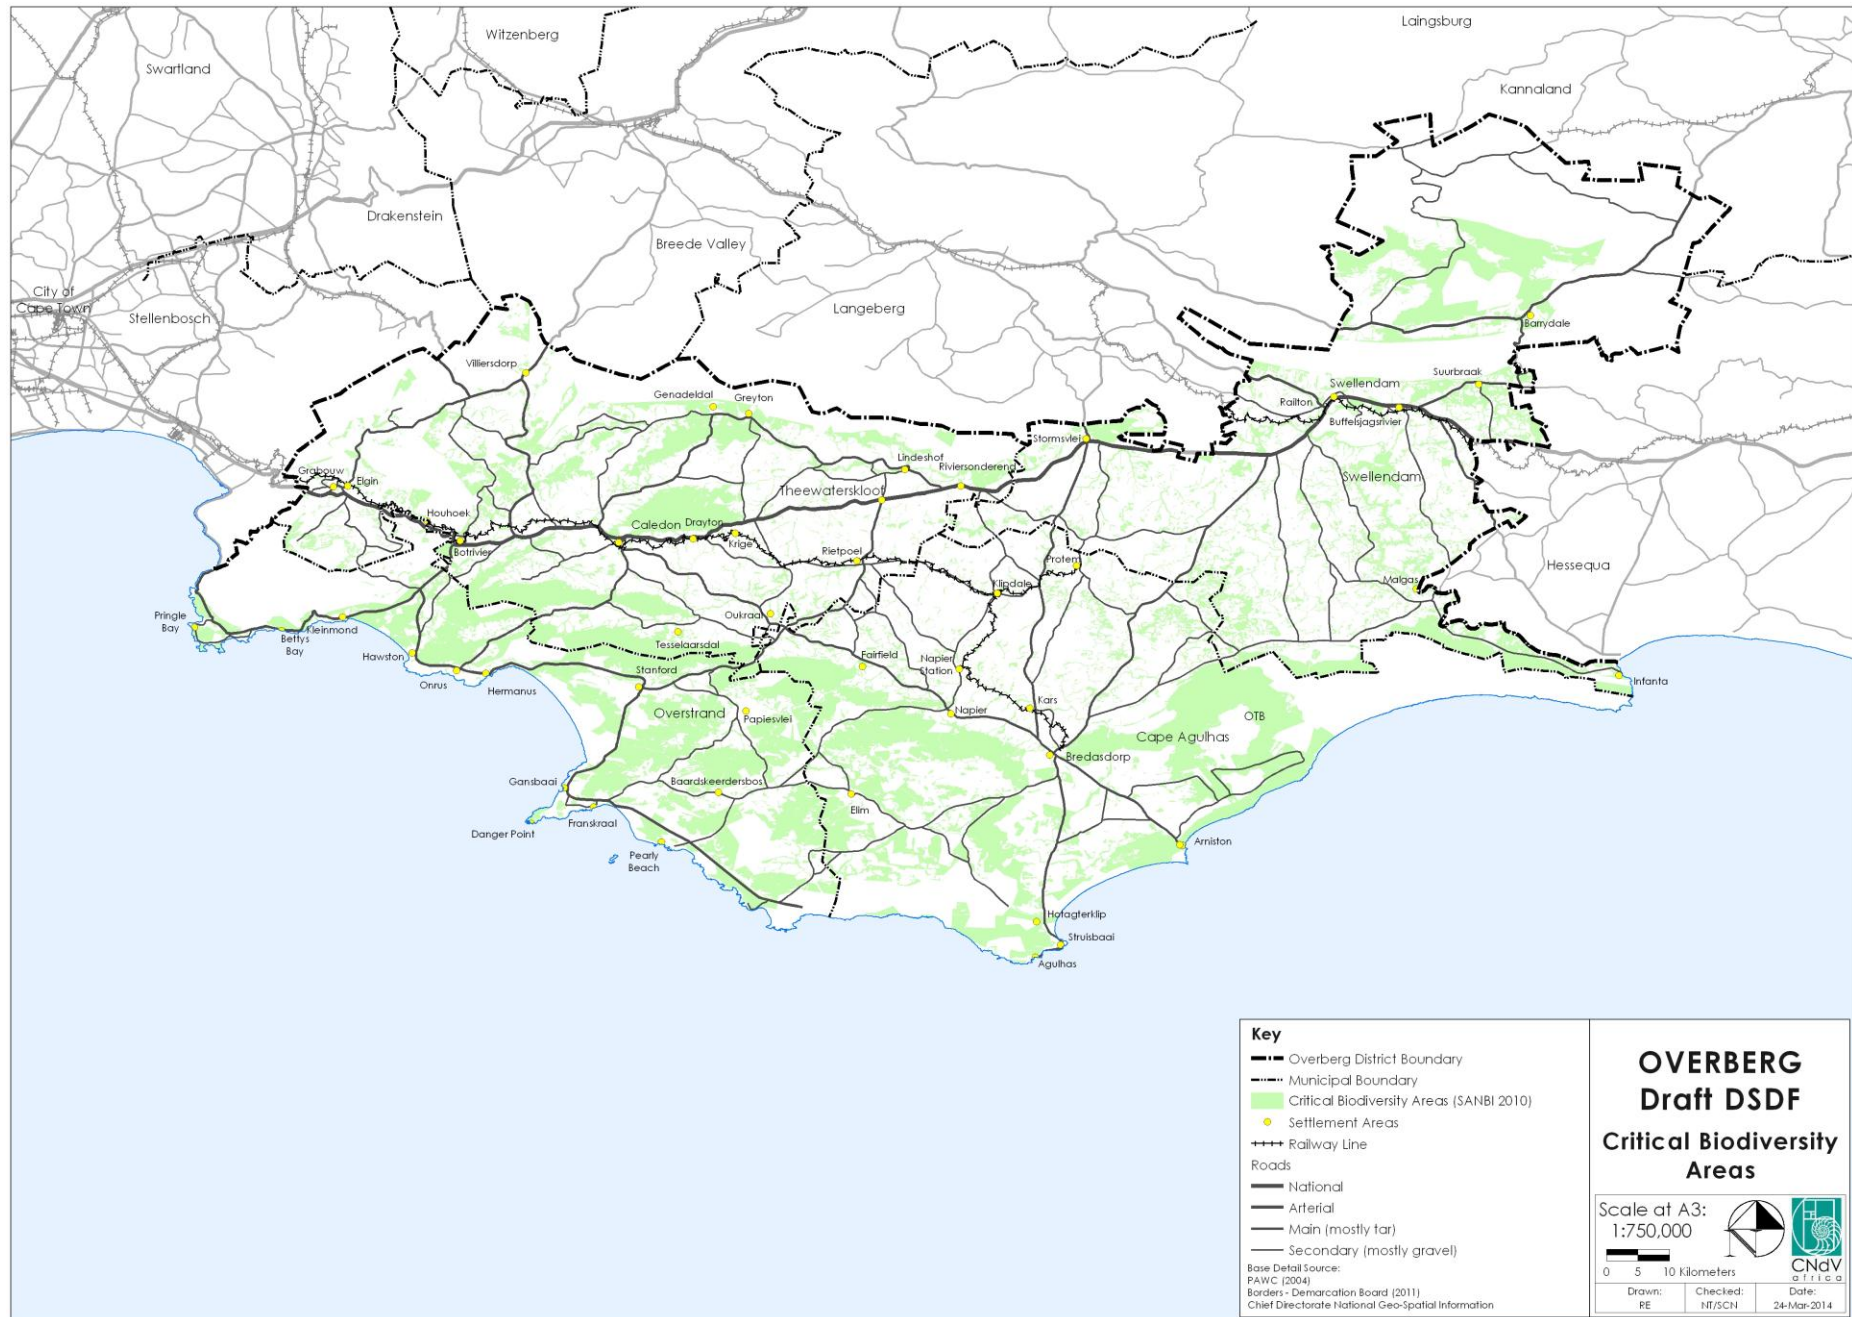 Laingsburg
Witzenberg
Swartland
Kannaland
Drakenstein
Breede Valley
City of
Cape Town
Stellenbosch
Langeberg
Barrydale
Villiersdorp
Suurbraak
Swellendam
Genadeldal
Greyton
Railton
Buffelsjagsrivier
Stormsvlei
Lindeshof
Riviersonderend
Grabouw
Elgin
Theewaterskloof
Swellendam
Houhoek
Caledon
Drayton
Krige
Botrivier
Rietpoel
Protem
Hessequa
Klipdale
Malgas
Pringle
Bay
Bettys
Bay
Kleinmond
Oukraal
Tesselaarsdal
Hawston
Fairfield
Napier
Station
Onrus
Hermanus
Stanford
Infanta
Overstrand
Papiesvlei
Napier
Kars
OTB
Cape Agulhas
Bredasdorp
Gansbaai
Baardskeerdersbos
Elim
Danger Point
Franskraal
Pearly
Beach
Arniston
Hotagterklip
Struisbaai
Agulhas
Key
Overberg District Boundary
Municipal Boundary
Critical Biodiversity Areas (SANBI 2010)
Settlement Areas
Railway Line
Roads
National
Arterial
Main (mostly tar)
Secondary (mostly gravel)
Base Detail Source:
PAWC (2004)
Borders - Demarcation Board (2011)
Chief Directorate National Geo-Spatial Information
OVERBERG
Draft DSDF
Critical Biodiversity
Areas
Scale at A3:
1:750,000
0 5 10 Kilometers
CNdV
africa
Drawn:
RE
Checked:
NT/SCN
Date:
24-Mar-2014